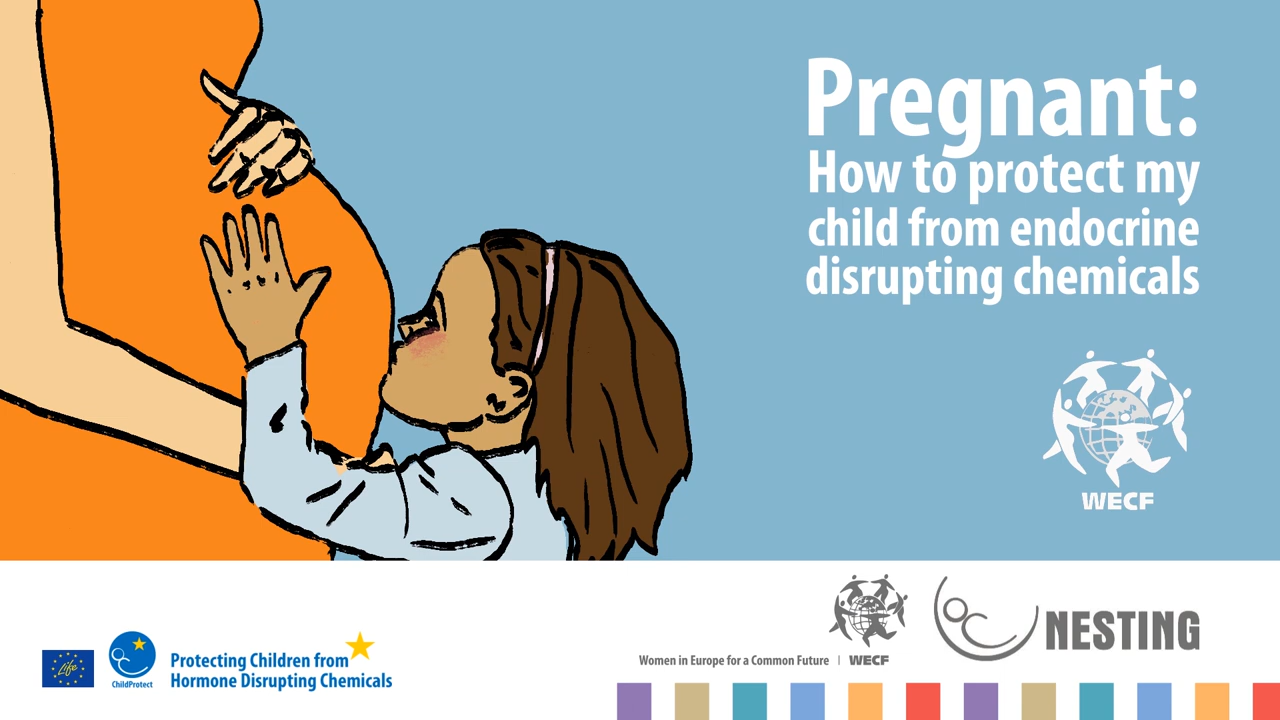 Pregnant:
How to protect my
child from endocrine
disrupting chemicals
WECF
Life
ChildProtect
Protecting Children from
Hormone Disrupting Chemicals
Women in Europe for a Common Future | WECF
NESTING